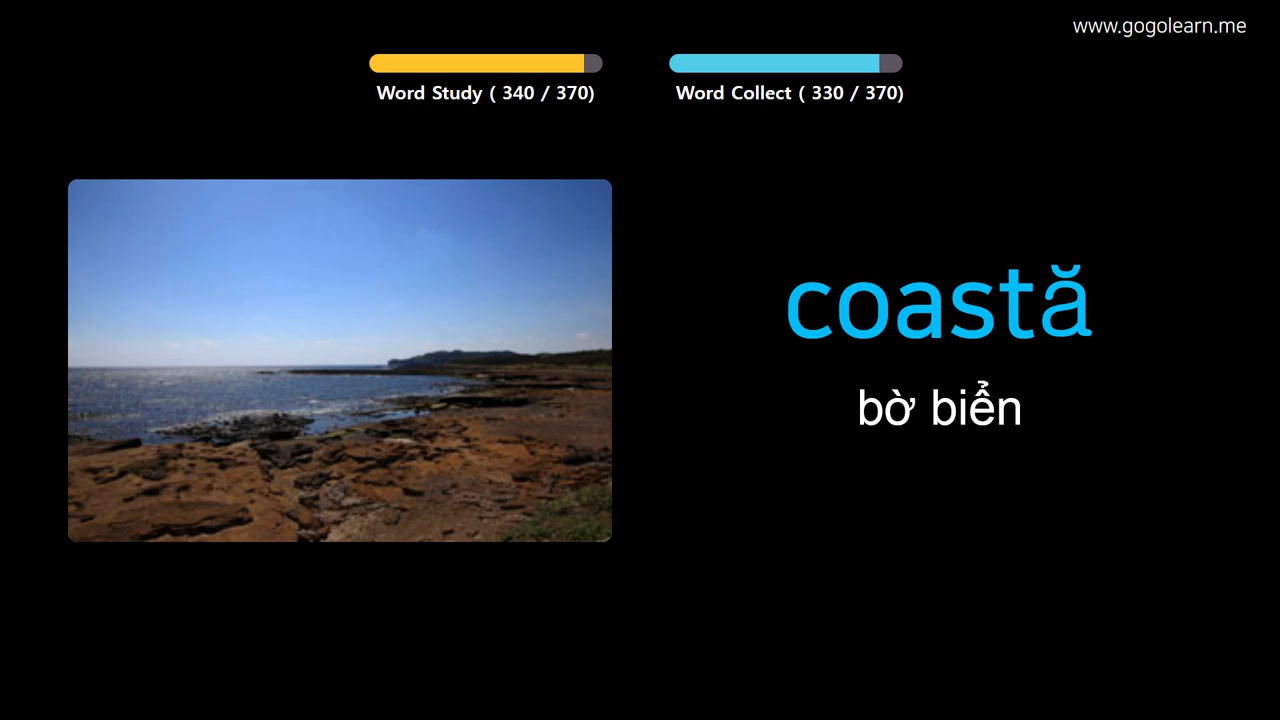 www.gogolearn.me
Word Study ( 340 / 370)
Word Collect ( 330 / 370)
coastă
bờ biển